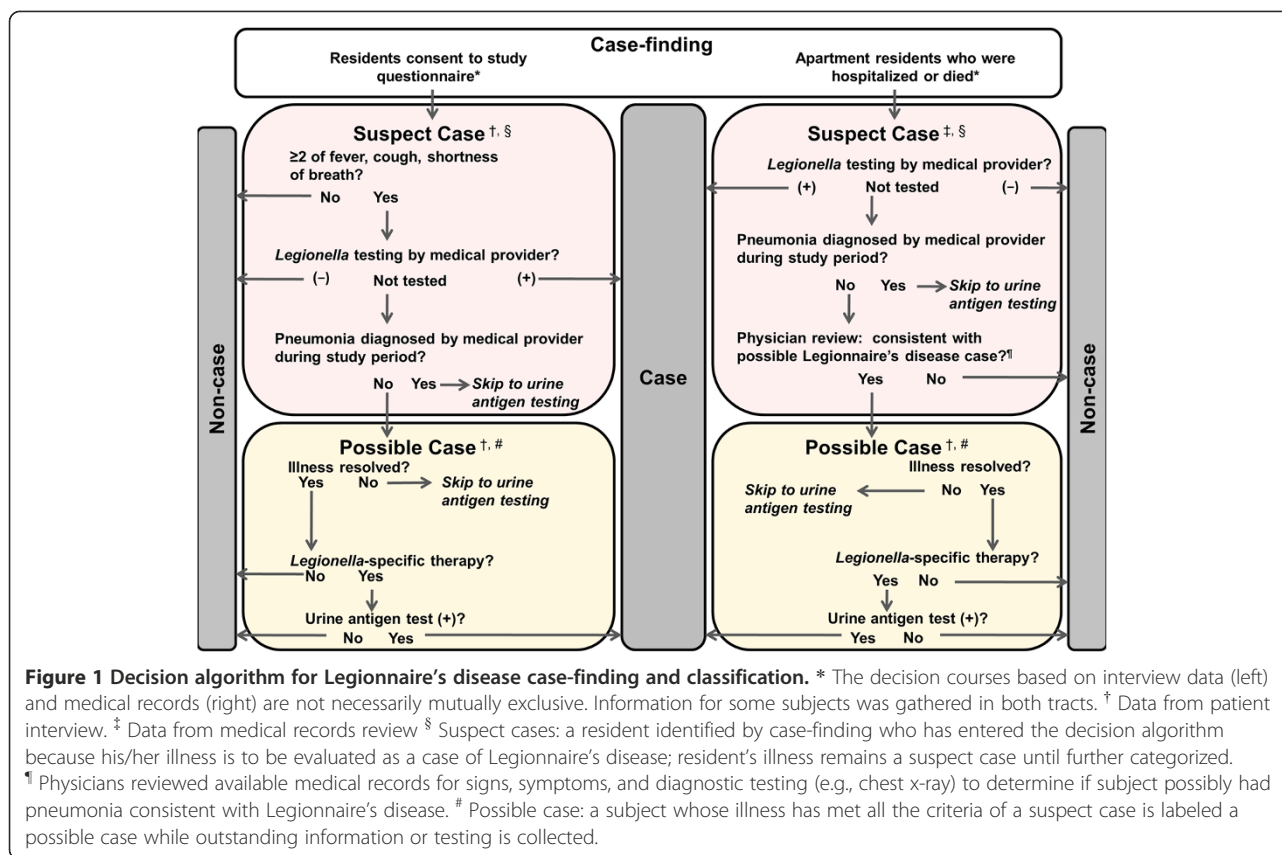 Case-finding
Residents consent to study
questionnaire*
Apartment residents who were
hospitalized or died*
Non-case
Suspect Case †, §
≥2 of fever, cough, shortness
of breath?
No Yes
Legionella testing by medical provider?
(−) Not tested (+)
Pneumonia diagnosed by medical provider
during study period?
No Yes Skip to urine
antigen testing
Possible Case †, #
Illness resolved?
Yes No Skip to urine
antigen testing
Legionella-specific therapy?
No Yes
Urine antigen test (+)?
No Yes
Case
Suspect Case ‡, §
Legionella testing by medical provider?
(+) Not tested (−)
Pneumonia diagnosed by medical provider
during study period?
No Yes Skip to urine
antigen testing
Physician review: consistent with
possible Legionnaire's disease case?¶
Yes No
Possible Case †, #
Illness resolved?
Skip to urine No Yes
antigen testing
Legionella-specific therapy?
Yes No
Urine antigen test (+)?
Yes No
Non-case
Figure 1 Decision algorithm for Legionnaire's disease case-finding and classification. * The decision courses based on interview data (left)
and medical records (right) are not necessarily mutually exclusive. Information for some subjects was gathered in both tracts. † Data from patient
interview. ‡ Data from medical records review § Suspect cases: a resident identified by case-finding who has entered the decision algorithm
because his/her illness is to be evaluated as a case of Legionnaire's disease; resident's illness remains a suspect case until further categorized.
¶ Physicians reviewed available medical records for signs, symptoms, and diagnostic testing (e.g., chest x-ray) to determine if subject possibly had
pneumonia consistent with Legionnaire's disease. # Possible case: a subject whose illness has met all the criteria of a suspect case is labeled a
possible case while outstanding information or testing is collected.